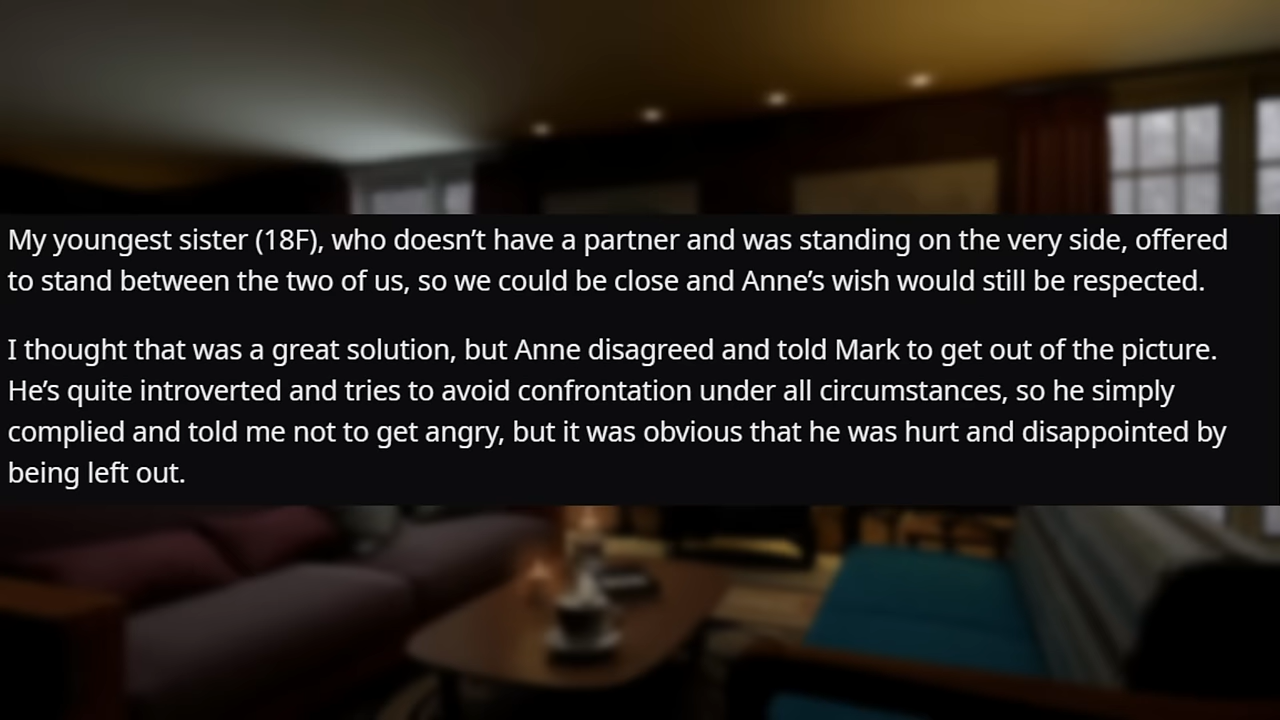 My youngest sister (18F), who doesn’t have a partner and was standing on the very side, offered
to stand between the two of us, so we could be close and Anne’s wish would still be respected.
I thought that was a great solution, but Anne disagreed and told Mark to get out of the picture.
He’s quite introverted and tries to avoid confrontation under all circumstances, so he simply
complied and told me not to get angry, but it was obvious that he was hurt and disappointed by
being left out.